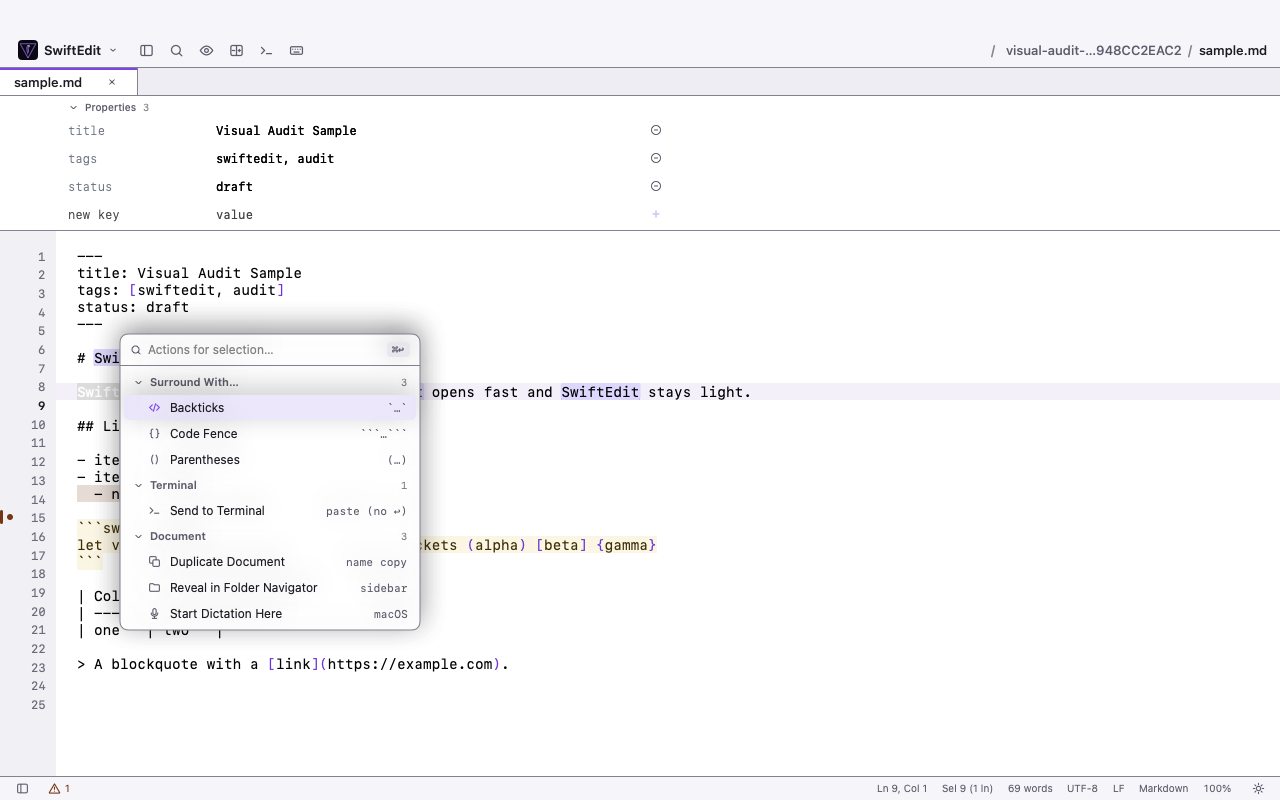 SwiftEdit
/ visual-audit-...948CC2EAC2 / sample.md
sample.md ×
Properties 3
title Visual Audit Sample
tags swiftedit, audit
status draft
new key value +
1 ---
2 title: Visual Audit Sample
3 tags: [swiftedit, audit]
4 status: draft
5 ---
6 # Swi
7
8 Swift t opens fast and SwiftEdit stays light.
9
10 ## Li
11
12 - ite
13 - ite
14 - n
15 ```sw
16 let v ckets (alpha) [beta] {gamma}
17 ```
18
19 | Col
20 | ---
21 | one | two |
22
23 > A blockquote with a [link](https://example.com).
24
25
Actions for selection... ⌘↩
Surround With... 3
Backticks `…`
Code Fence ```…```
Parentheses (…)
Terminal 1
Send to Terminal paste (no ↩)
Document 3
Duplicate Document name copy
Reveal in Folder Navigator sidebar
Start Dictation Here macOS
1
Ln 9, Col 1 Sel 9 (1 ln) 69 words UTF-8 LF Markdown 100%